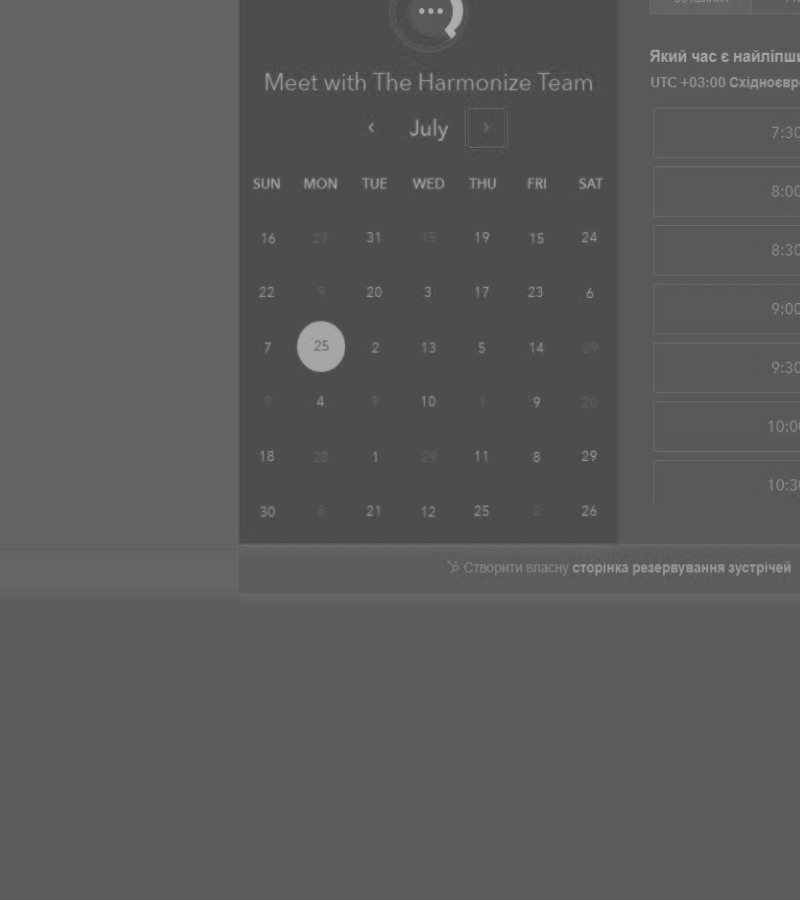 Meet with The Harmonize Team
July
SUN MON TUE WED THU FRI SAT
16 27 31 15 19 15 24
22 9 20 3 17 23 6
7 25 2 13 5 14 29
9 4 9 10 1 9 20
18 28 1 29 11 8 29
30 8 21 12 25 2 26
Який час є найліпши
UTC +03:00 Східноєвр
7:30
8:00
8:30
9:00
9:30
10:00
10:30
Створити власну сторінка резервування зустрічей